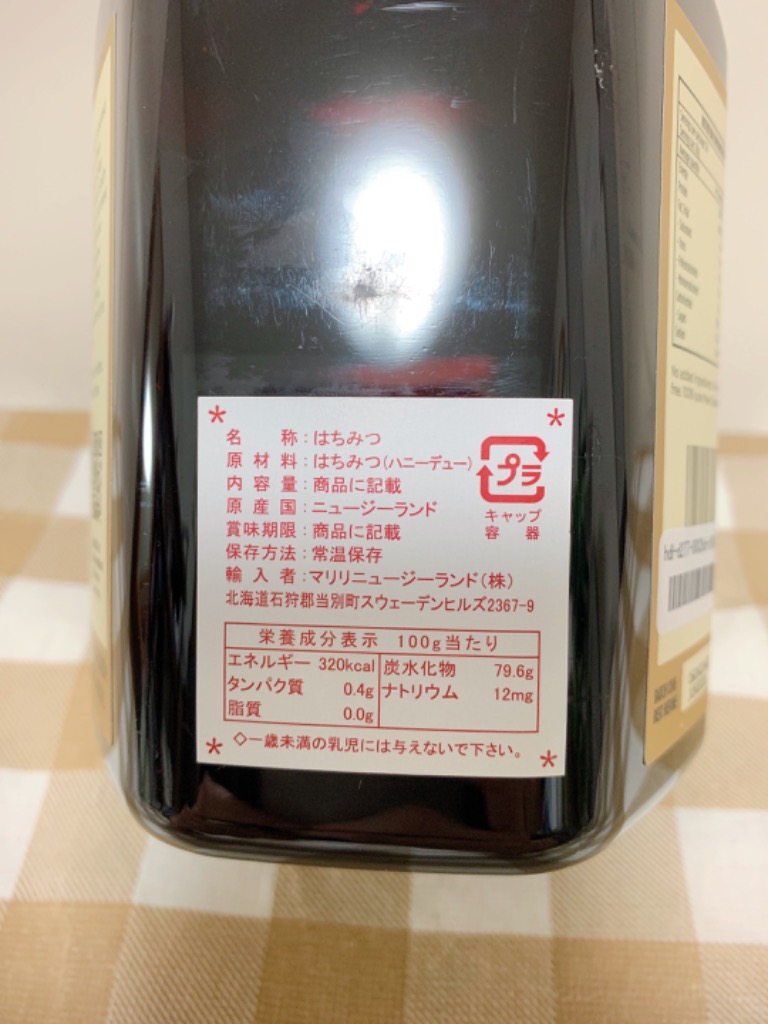 名　　称：はちみつ
原 材 料：はちみつ(ハニーデュー)
内 容 量：商品に記載
原 産 国：ニュージーランド
賞味期限：商品に記載
保存方法：常温保存
輸 入 者：マリリニュージーランド(株)
北海道石狩郡当別町スウェーデンヒルズ2367-9
プラ
キャップ
容　器
栄養成分表示　100g当たり
エネルギー 320kcal 炭水化物 79.6g
タンパク質 0.4g ナトリウム 12mg
脂質 0.0g
◇一歳未満の乳児には与えないで下さい。